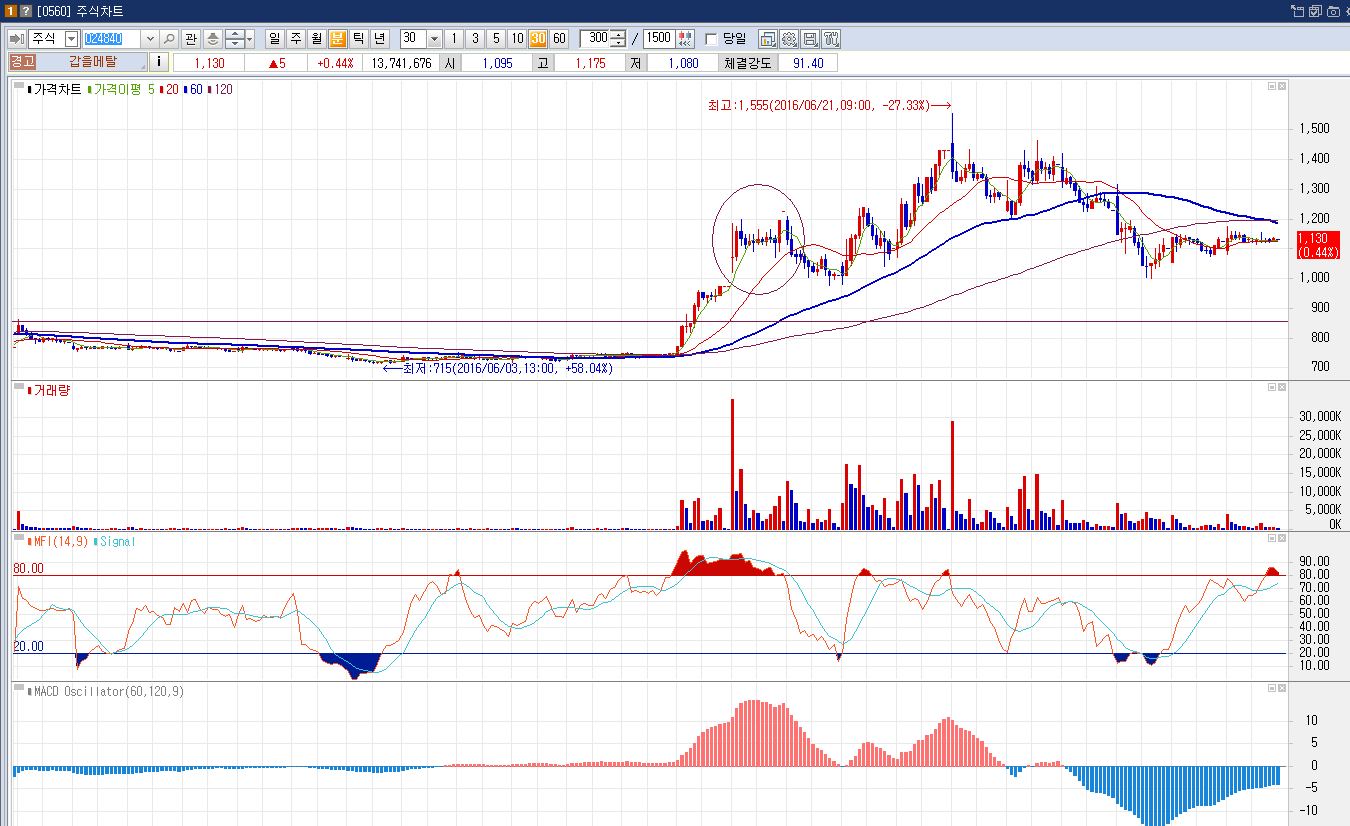 1 ? [0560] 주식차트
주식 024840 관 일 주 월 분 틱 년 30 1 3 5 10 30 60 300 / 1500 당일
경고 갑을메탈 i 1,130 ▲5 +0.44% 13,741,676 시 1,095 고 1,175 저 1,080 체결강도 91.40
가격차트 가격이평 5 20 60 120
최고:1,555(2016/06/21,09:00, -27.33%)→
1,500
1,400
1,300
1,200
1,130
(0.44%)
1,000
900
800
700
←최저:715(2016/06/03,13:00, +58.04%)
거래량
30,000K
25,000K
20,000K
15,000K
10,000K
5,000K
0K
MFI(14,9) Signal
80.00
20.00
90.00
80.00
70.00
60.00
50.00
40.00
30.00
20.00
10.00
MACD Oscillator(60,120,9)
10
5
0
-5
-10